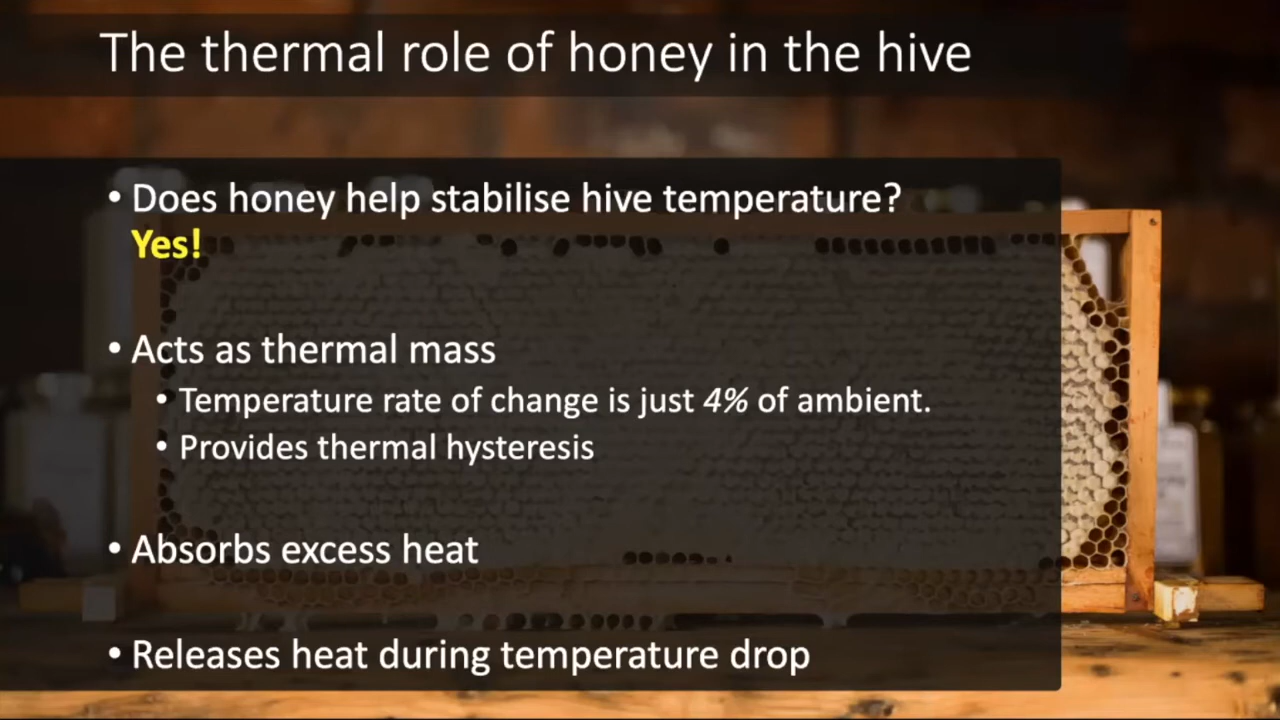 The thermal role of honey in the hive
• Does honey help stabilise hive temperature?
Yes!
• Acts as thermal mass
• Temperature rate of change is just 4% of ambient.
• Provides thermal hysteresis
• Absorbs excess heat
• Releases heat during temperature drop